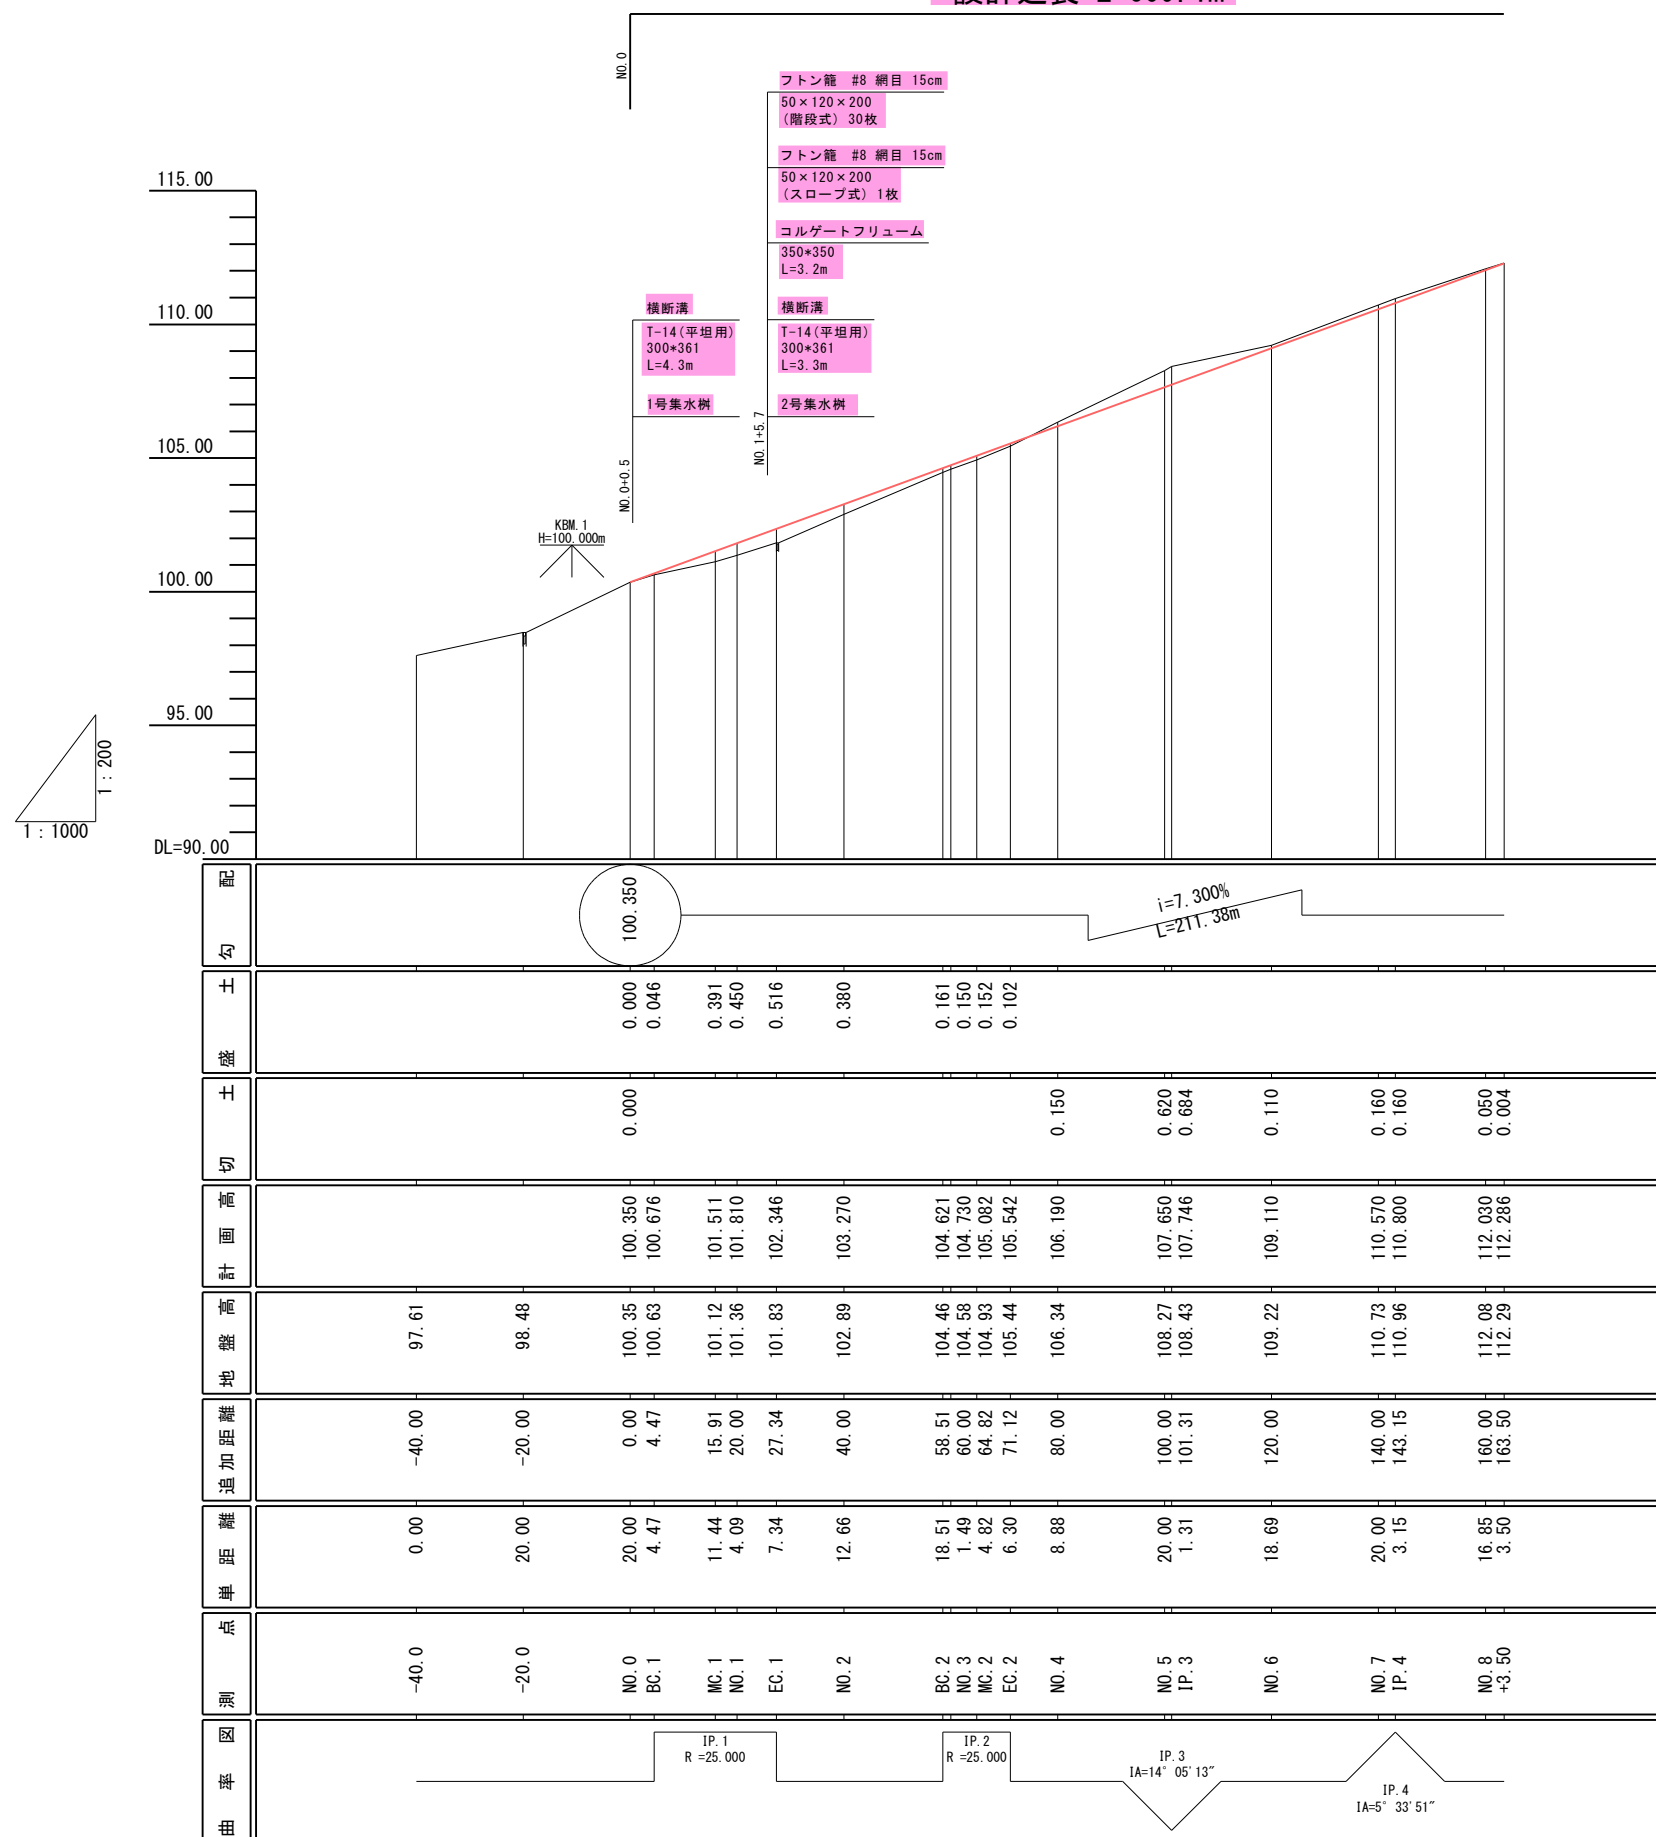 NO.0
フトン籠 #8 網目 15cm
50×120×200
(階段式) 30枚
フトン籠 #8 網目 15cm
50×120×200
(スロープ式) 1枚
コルゲートフリューム
350*350
L=3.2m
横断溝
T-14(平坦用)
300*361
L=4.3m
1号集水桝
NO.0+0.5
横断溝
T-14(平坦用)
300*361
L=3.3m
2号集水桝
NO.1+5.7
KBM.1
H=100.000m
115.00
110.00
105.00
100.00
95.00
DL=90.00
1:200
1:1000
勾配
100.350
i=7.300%
L=211.38m
盛土
0.000 0.046 0.391 0.450 0.516 0.380 0.161 0.150 0.152 0.102
切土
0.000 0.150 0.620 0.684 0.110 0.160 0.160 0.050 0.004
計画高
100.350 100.676 101.511 101.810 102.346 103.270 104.621 104.730 105.082 105.542 106.190 107.650 107.746 109.110 110.570 110.800 112.030 112.286
地盤高
97.61 98.48 100.35 100.63 101.12 101.36 101.83 102.89 104.46 104.58 104.93 105.44 106.34 108.27 108.43 109.22 110.73 110.96 112.08 112.29
追加距離
-40.00 -20.00 0.00 4.47 15.91 20.00 27.34 40.00 58.51 60.00 64.82 71.12 80.00 100.00 101.31 120.00 140.00 143.15 160.00 163.50
単距離
0.00 20.00 20.00 4.47 11.44 4.09 7.34 12.66 18.51 1.49 4.82 6.30 8.88 20.00 1.31 18.69 20.00 3.15 16.85 3.50
測点
-40.0 -20.0 NO.0 BC.1 MC.1 NO.1 EC.1 NO.2 BC.2 NO.3 MC.2 EC.2 NO.4 NO.5 IP.3 NO.6 NO.7 IP.4 NO.8 +3.50
曲率図
IP.1
R =25.000
IP.2
R =25.000
IP.3
IA=14° 05'13″
IP.4
IA=5° 33'51″